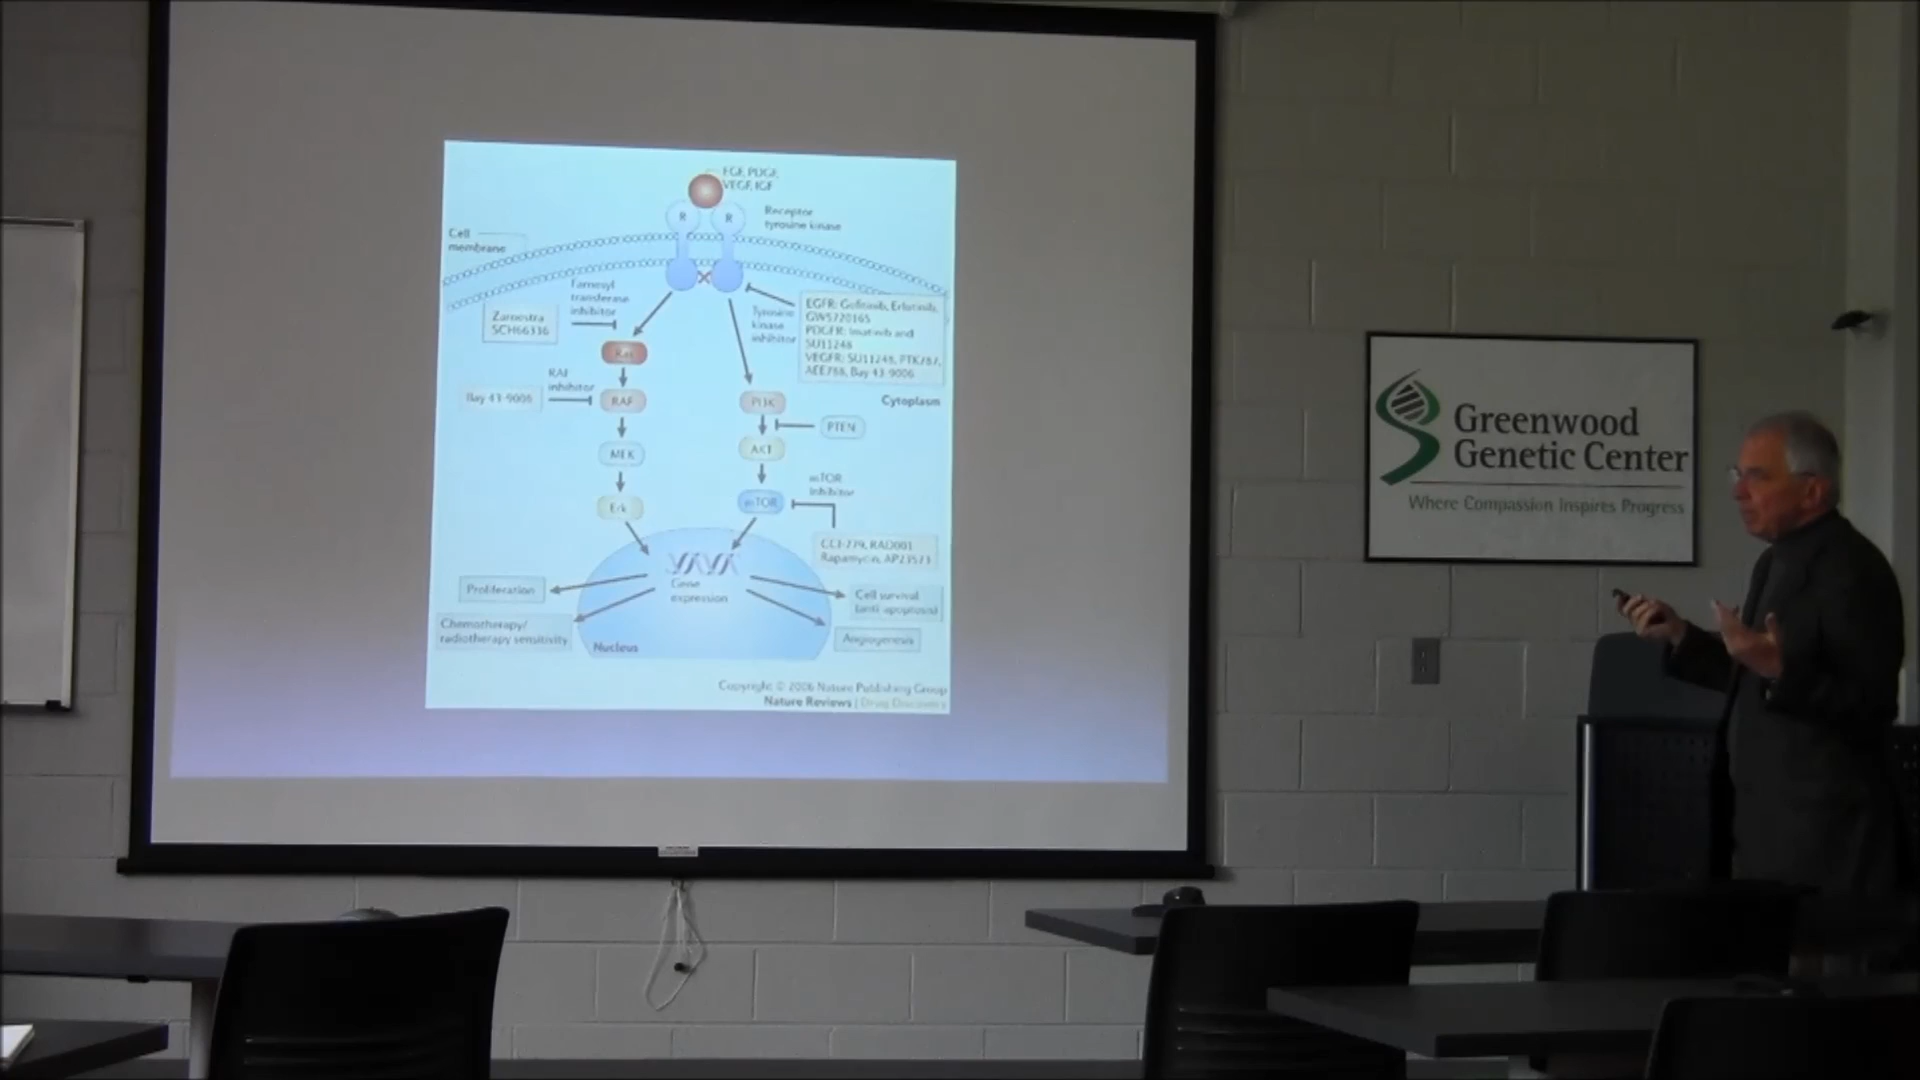 EGF, PDGF,
VEGF, IGF
R
R
Receptor
tyrosine kinase
Cell
membrane
Farnesyl
transferase
inhibitor
Zarnestra
SCH66336
Tyrosine
kinase
inhibitor
EGFR: Gefitinib, Erlotinib,
GW572016S
PDGFR: Imatinib and
SU11248
VEGFR: SU11248, PTK787,
AEE788, Bay 43-9006
Ras
RAF
inhibitor
Bay 43-9006
RAF
PI3K
Cytoplasm
PTEN
MEK
AKT
mTOR
inhibitor
Erk
mTOR
CCI-779, RAD001
Rapamycin, AP23573
Gene
expression
Proliferation
Cell survival
(anti-apoptosis)
Chemotherapy/
radiotherapy sensitivity
Angiogenesis
Nucleus
Copyright © 2006 Nature Publishing Group
Nature Reviews | Drug Discovery
Greenwood
Genetic Center
Where Compassion Inspires Progress